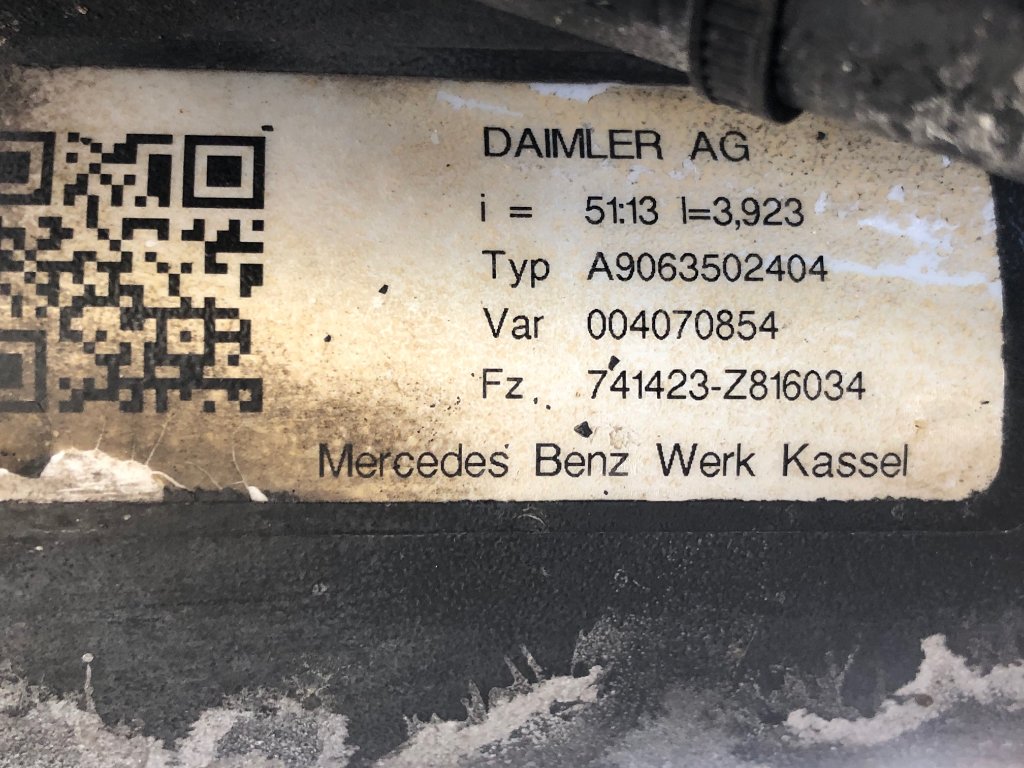 DAIMLER AG
i = 51:13 I=3,923
Typ A9063502404
Var 004070854
Fz. 741423-Z816034
Mercedes Benz Werk Kassel